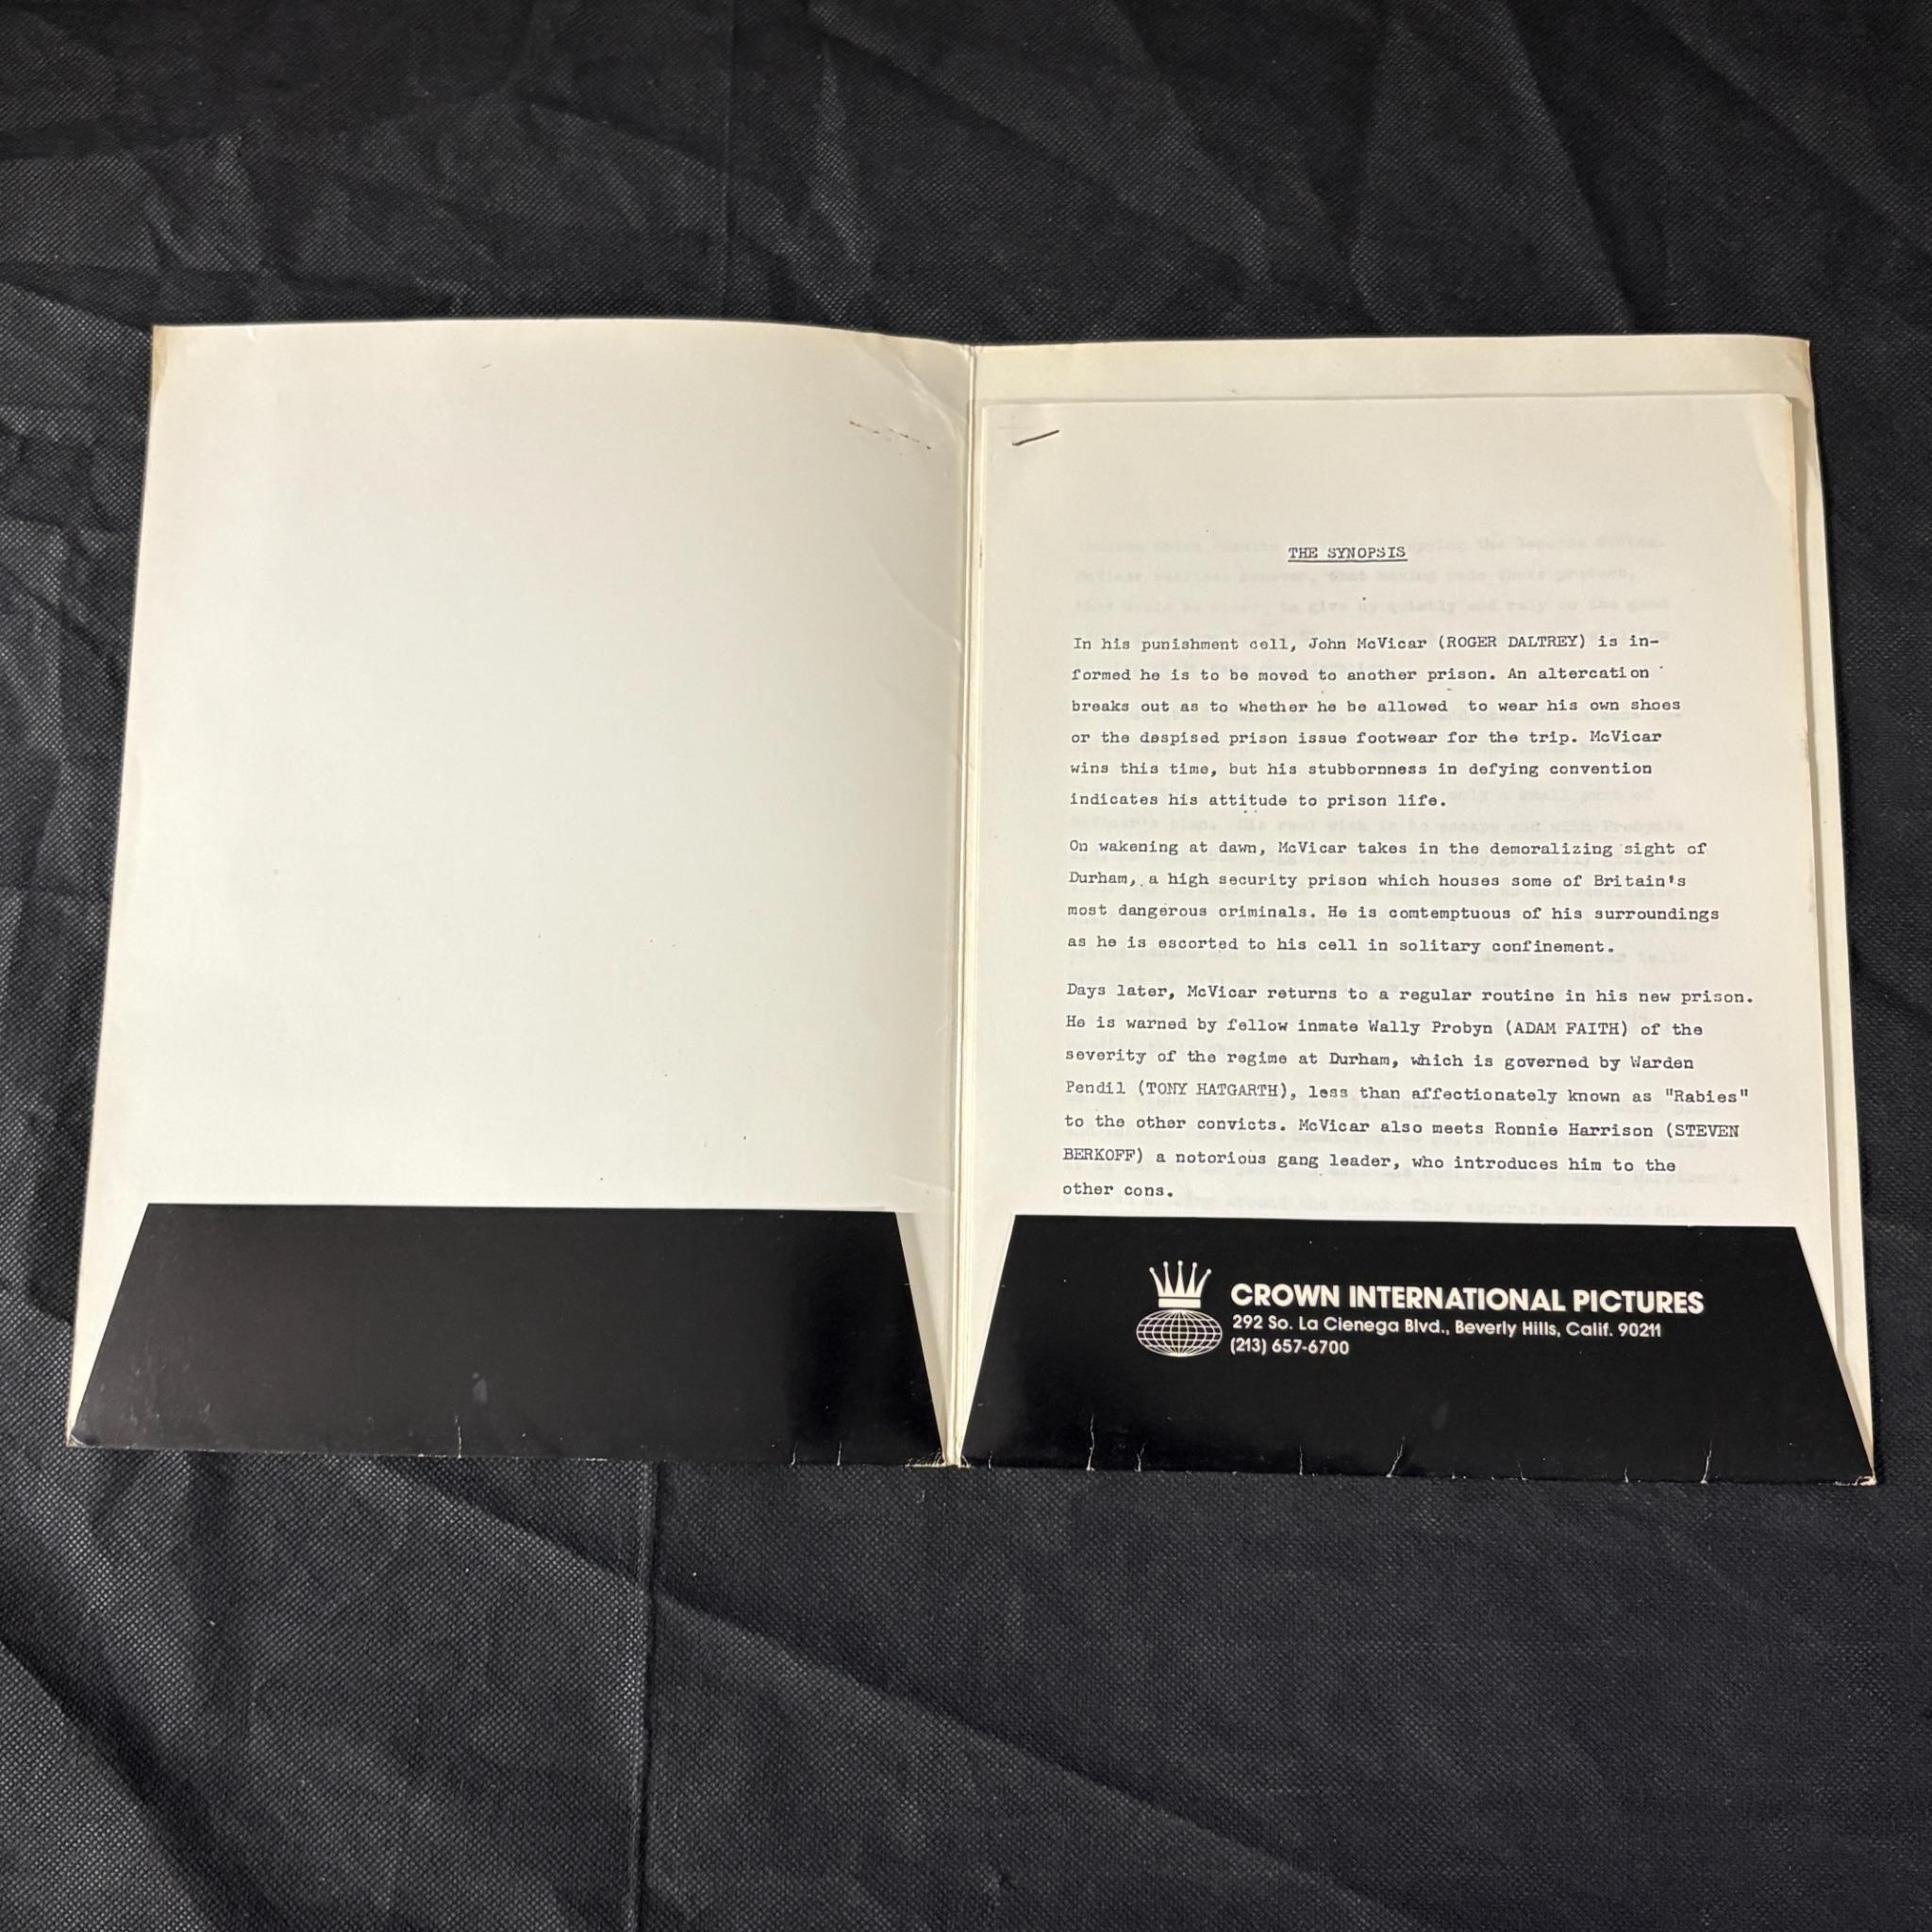 THE SYNOPSIS
In his punishment cell, John McVicar (ROGER DALTREY) is in-
formed he is to be moved to another prison. An altercation
breaks out as to whether he be allowed to wear his own shoes
or the despised prison issue footwear for the trip. McVicar
wins this time, but his stubbornness in defying convention
indicates his attitude to prison life.
On wakening at dawn, McVicar takes in the demoralizing sight of
Durham, a high security prison which houses some of Britain's
most dangerous criminals. He is comtemptuous of his surroundings
as he is escorted to his cell in solitary confinement.
Days later, McVicar returns to a regular routine in his new prison.
He is warned by fellow inmate Wally Probyn (ADAM FAITH) of the
severity of the regime at Durham, which is governed by Warden
Pendil (TONY HATGARTH), less than affectionately known as "Rabies"
to the other convicts. McVicar also meets Ronnie Harrison (STEVEN
BERKOFF) a notorious gang leader, who introduces him to the
other cons.
CROWN INTERNATIONAL PICTURES
292 So. La Cienega Blvd., Beverly Hills, Calif. 90211
(213) 657-6700